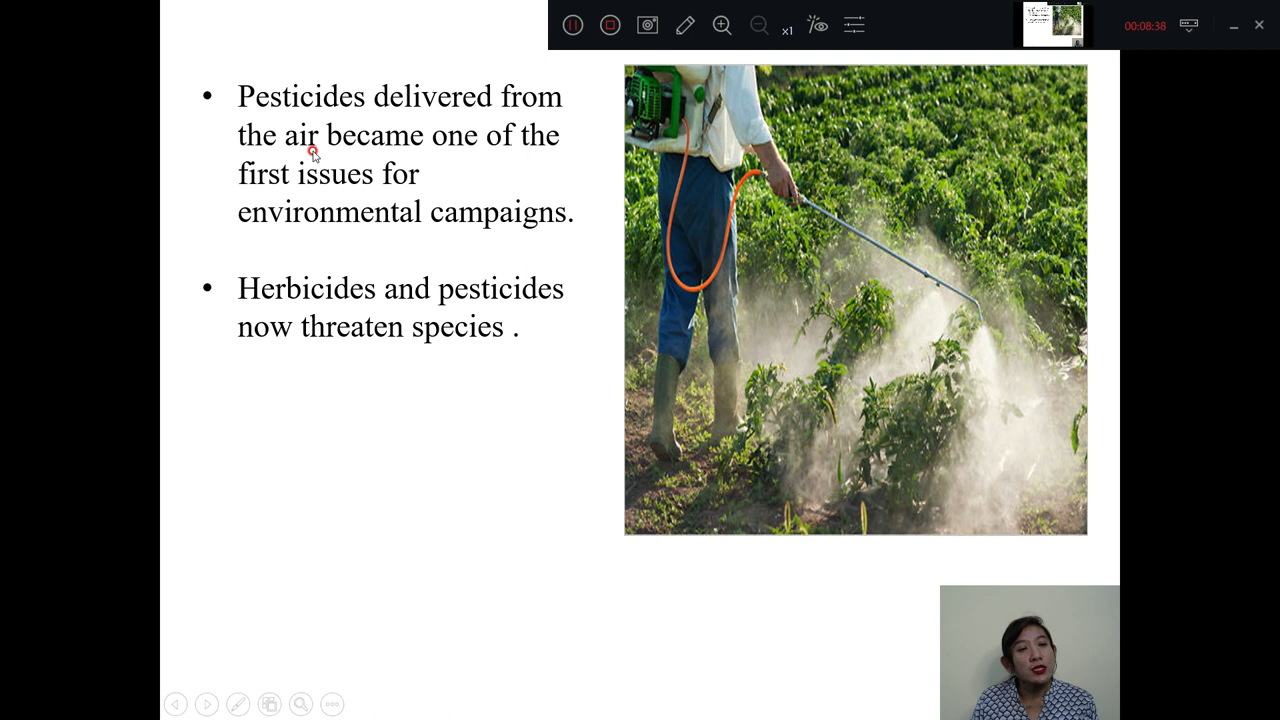 x1
00:08:38
• Pesticides delivered from
the air became one of the
first issues for
environmental campaigns.
• Herbicides and pesticides
now threaten species .